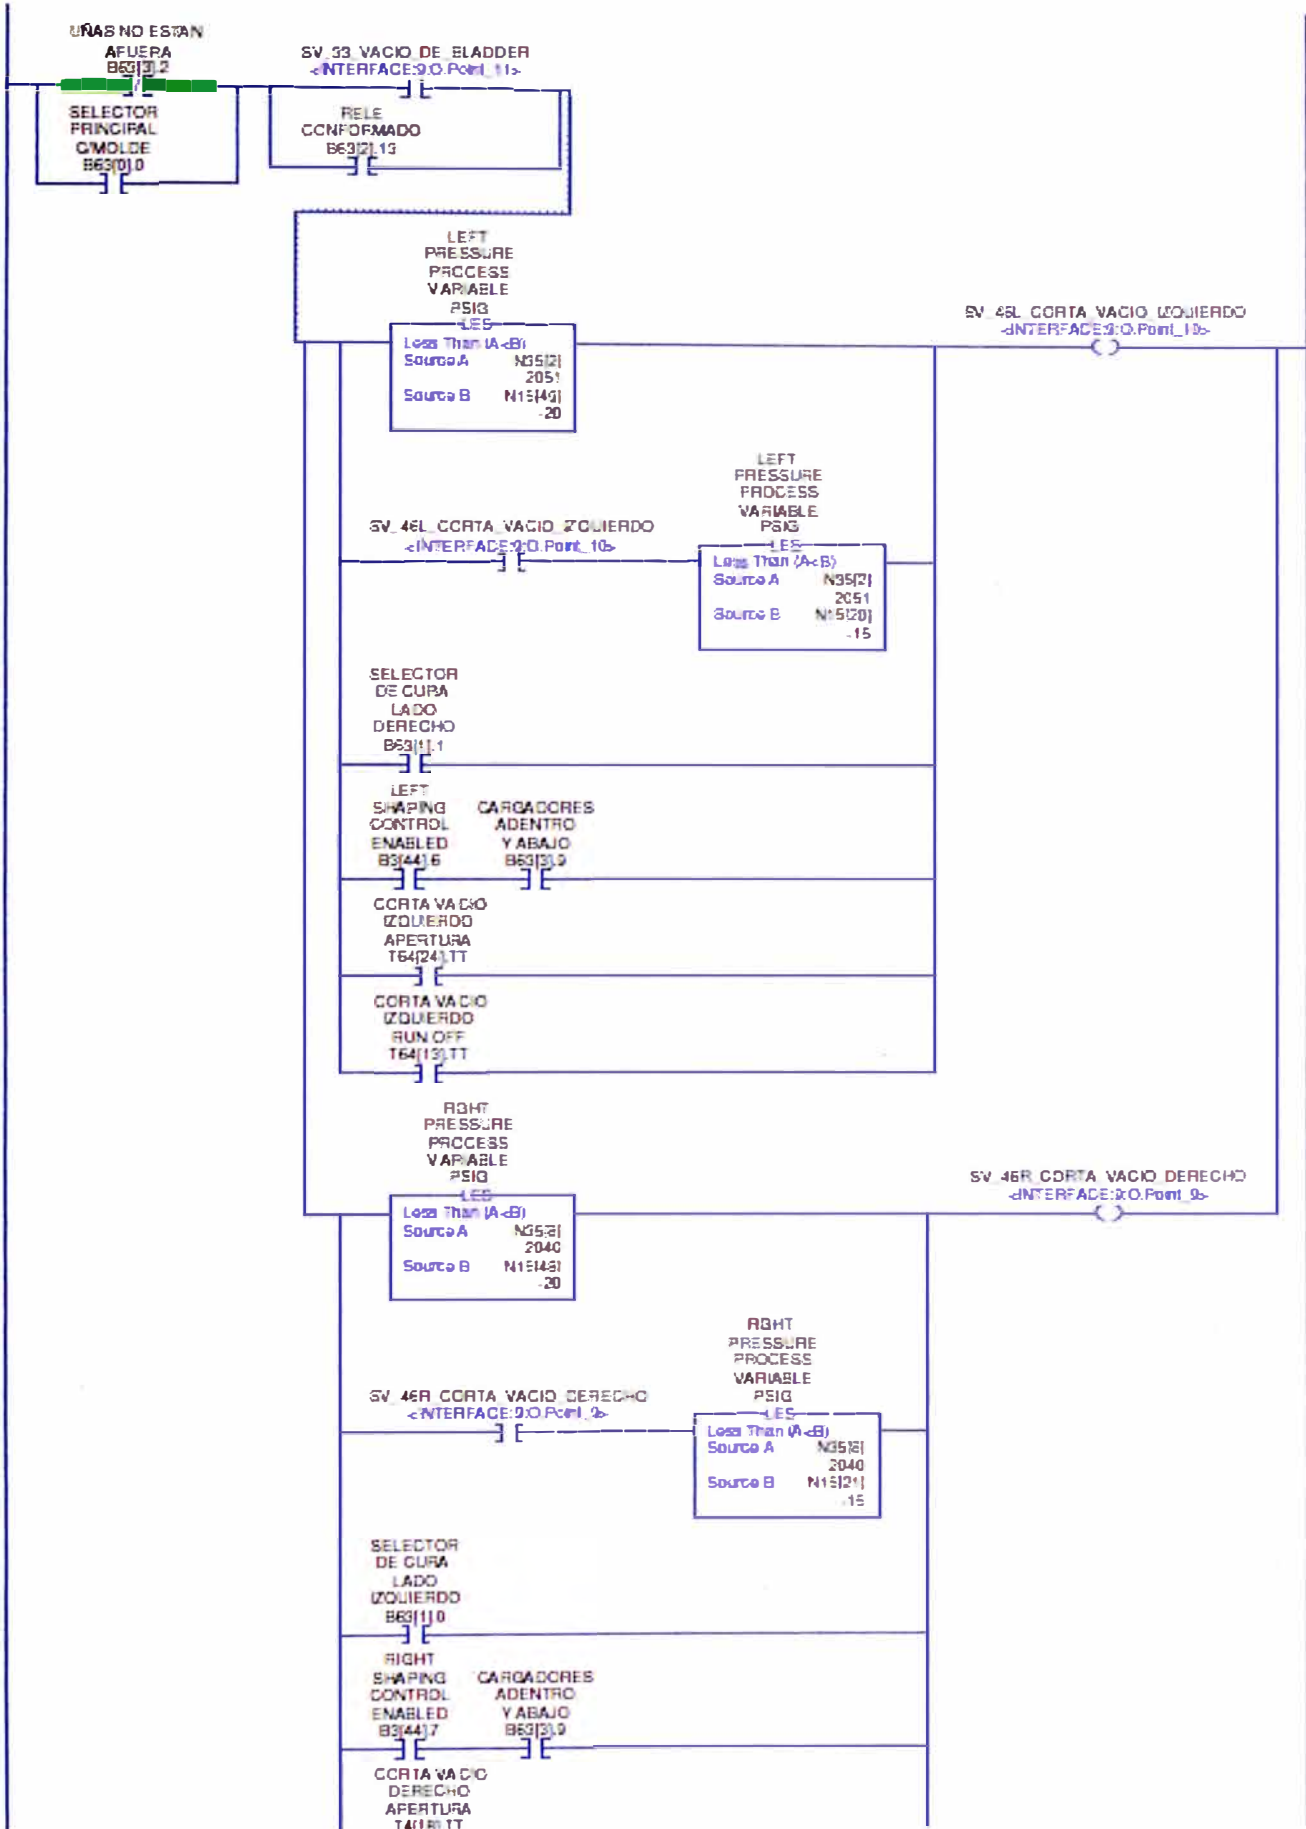 UÑAS NO ESTAN
AFUERA
B63[3].2
SELECTOR
PRINCIPAL
C/MOLDE
B63[0].0
SV_33_VACIO_DE_BLADDER
<INTERFACE:9:O.Point_11>
RELE
CONFORMADO
B63[2].13
LEFT
PRESSURE
PROCESS
VARIABLE
PSIG
LES
Less Than (A<B)
Source A N35[2]
2051
Source B
-20
SV_46L_CORTA_VACIO_IZQUIERDO
<INTERFACE:9:O.Point_10>
SV_46L_CORTA_VACIO_IZQUIERDO
<INTERFACE:9:O.Point_10>
LEFT
PRESSURE
PROCESS
VARIABLE
PSIG
LES
Less Than (A<B)
Source A N35[2]
2051
Source B N15[20]
-15
SELECTOR
DE CURA
LADO
DERECHO
B63[1].1
LEFT
SHAPING
CONTROL
ENABLED
B3[44].6
CARGADORES
ADENTRO
Y ABAJO
B63[3].9
CORTA VACIO
IZQUIERDO
APERTURA
T64[24].TT
CORTA VACIO
IZQUIERDO
RUN OFF
T64[13].TT
RIGHT
PRESSURE
PROCESS
VARIABLE
PSIG
LES
Less Than (A<B)
Source A
2040
Source B
-20
SV_46R_CORTA_VACIO_DERECHO
<INTERFACE:9:O.Point_9>
SV_46R_CORTA_VACIO_DERECHO
<INTERFACE:9:O.Point_9>
RIGHT
PRESSURE
PROCESS
VARIABLE
PSIG
LES
Less Than (A<B)
Source A
2040
Source B N15[21]
-15
SELECTOR
DE CURA
LADO
IZQUIERDO
B63[1].0
RIGHT
SHAPING
CONTROL
ENABLED
B3[44].7
CARGADORES
ADENTRO
Y ABAJO
B63[3].9
CORTA VACIO
DERECHO
APERTURA